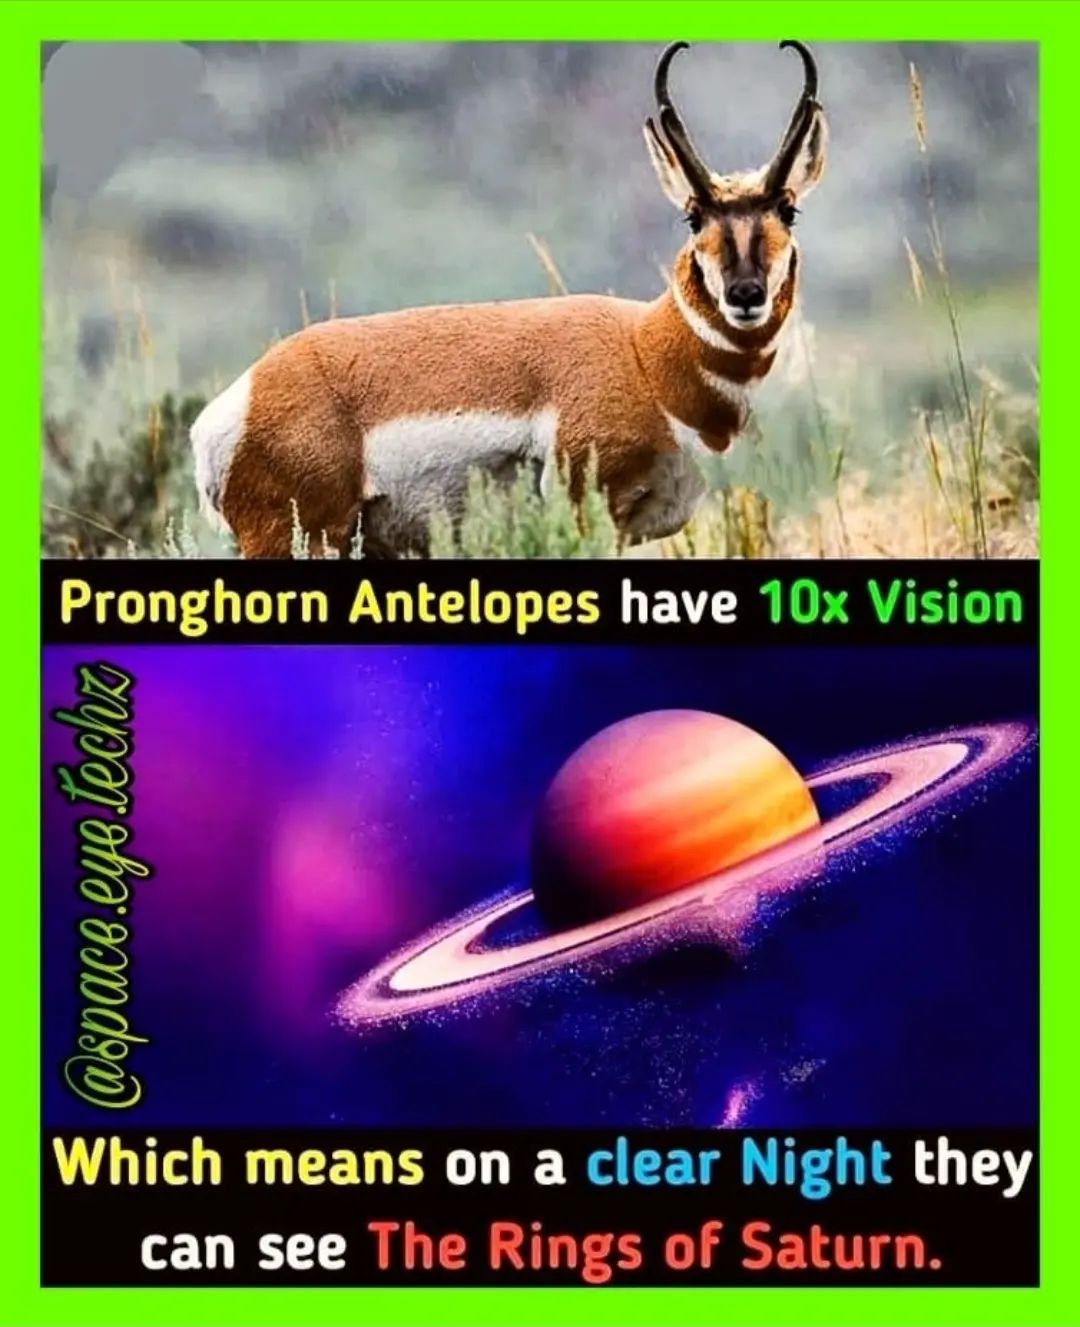 Pronghorn Antelopes have 10x Vision
@space.eye.techz
Which means on a clear Night they
can see The Rings of Saturn.